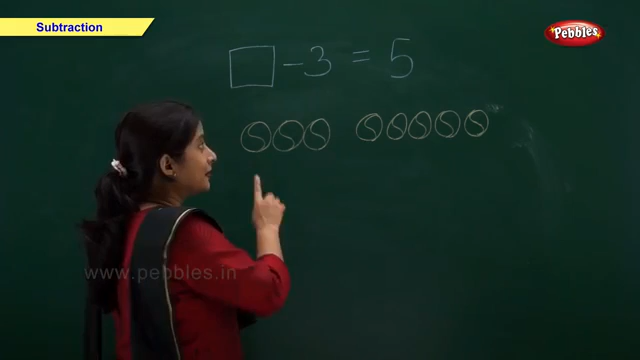 Subtraction
Pebbles
□ - 3 = 5
www.pebbles.in